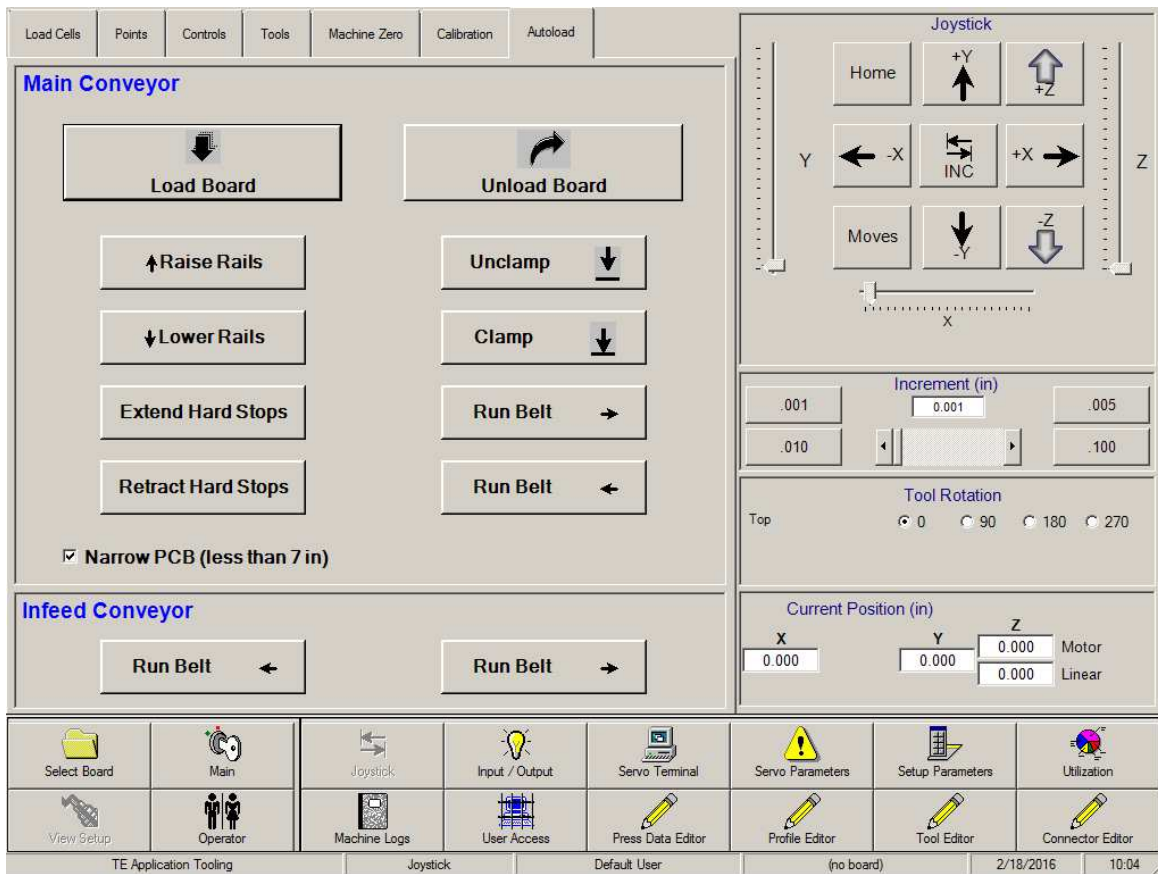 Load Cells Points Controls Tools Machine Zero Calibration Autoload
Main Conveyor
Load Board Unload Board
Raise Rails Unclamp
Lower Rails Clamp
Extend Hard Stops Run Belt
Retract Hard Stops Run Belt
Narrow PCB (less than 7 in)
Infeed Conveyor
Run Belt Run Belt
Joystick
Home +Y +Z
Y -X INC +X Z
Moves -Y -Z
X
Increment (in)
.001 0.001 .005
.010 .100
Tool Rotation
Top 0 90 180 270
Current Position (in)
X Y Z
0.000 0.000 0.000 Motor
0.000 Linear
Select Board Main Joystick Input / Output Servo Terminal Servo Parameters Setup Parameters Utilization
View Setup Operator Machine Logs User Access Press Data Editor Profile Editor Tool Editor Connector Editor
TE Application Tooling Joystick Default User (no board) 2/18/2016 10:04